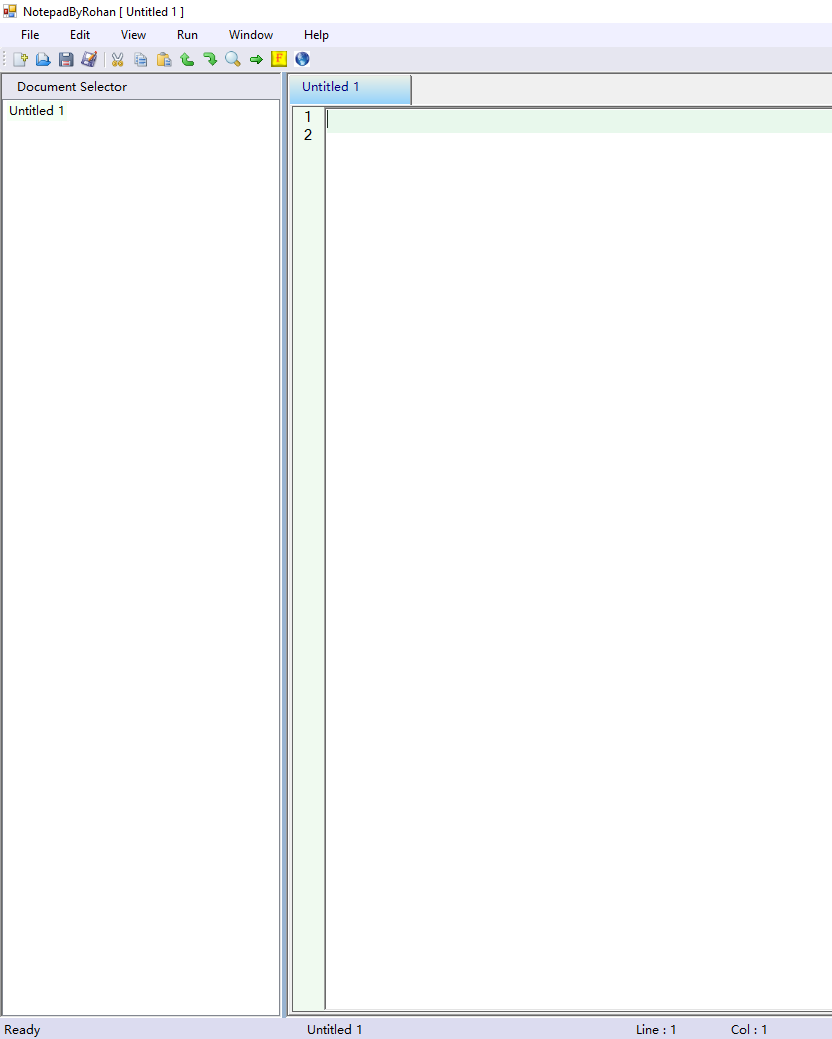 NotepadByRohan [ Untitled 1 ]
File Edit View Run Window Help
F
Document Selector
Untitled 1
Untitled 1
1
2
Ready Untitled 1 Line : 1 Col : 1